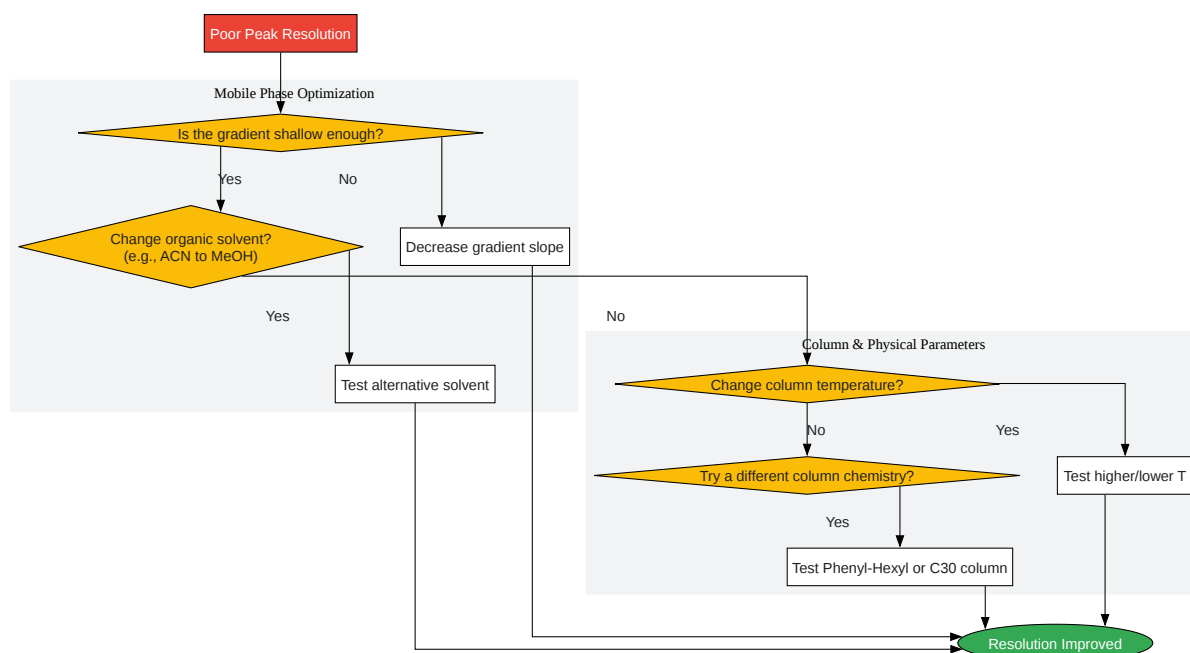 Poor Peak Resolution
Mobile Phase Optimization
Is the gradient shallow enough?
Yes
No
Change organic solvent?
(e.g., ACN to MeOH)
Decrease gradient slope
Yes
No
Column & Physical Parameters
Test alternative solvent
Change column temperature?
No
Yes
Try a different column chemistry?
Test higher/lower T
Yes
Test Phenyl-Hexyl or C30 column
Resolution Improved